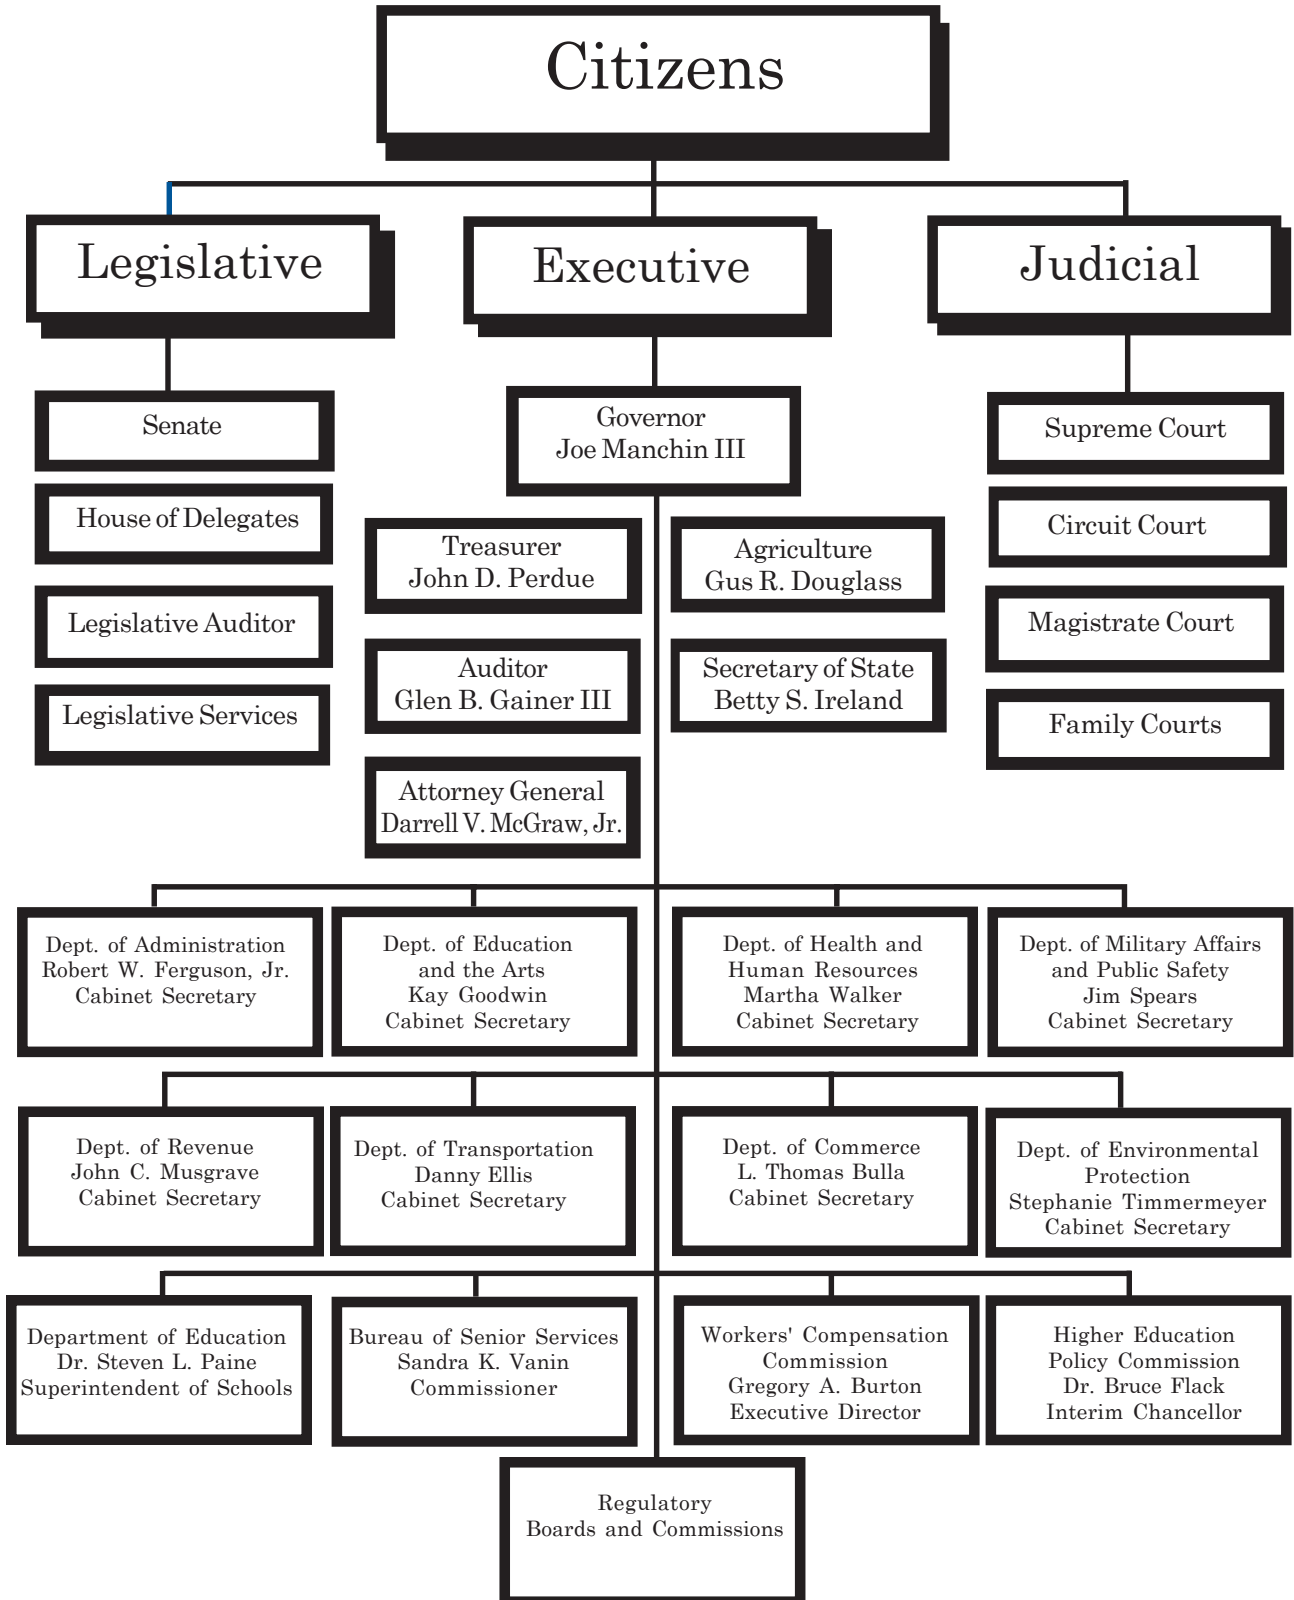 Citizens
Legislative
Executive
Judicial
Senate
House of Delegates
Legislative Auditor
Legislative Services
Governor
Joe Manchin III
Treasurer
John D. Perdue
Agriculture
Gus R. Douglass
Auditor
Glen B. Gainer III
Secretary of State
Betty S. Ireland
Attorney General
Darrell V. McGraw, Jr.
Supreme Court
Circuit Court
Magistrate Court
Family Courts
Dept. of Administration
Robert W. Ferguson, Jr.
Cabinet Secretary
Dept. of Education
and the Arts
Kay Goodwin
Cabinet Secretary
Dept. of Health and
Human Resources
Martha Walker
Cabinet Secretary
Dept. of Military Affairs
and Public Safety
Jim Spears
Cabinet Secretary
Dept. of Revenue
John C. Musgrave
Cabinet Secretary
Dept. of Transportation
Danny Ellis
Cabinet Secretary
Dept. of Commerce
L. Thomas Bulla
Cabinet Secretary
Dept. of Environmental
Protection
Stephanie Timmermeyer
Cabinet Secretary
Department of Education
Dr. Steven L. Paine
Superintendent of Schools
Bureau of Senior Services
Sandra K. Vanin
Commissioner
Workers' Compensation
Commission
Gregory A. Burton
Executive Director
Higher Education
Policy Commission
Dr. Bruce Flack
Interim Chancellor
Regulatory
Boards and Commissions